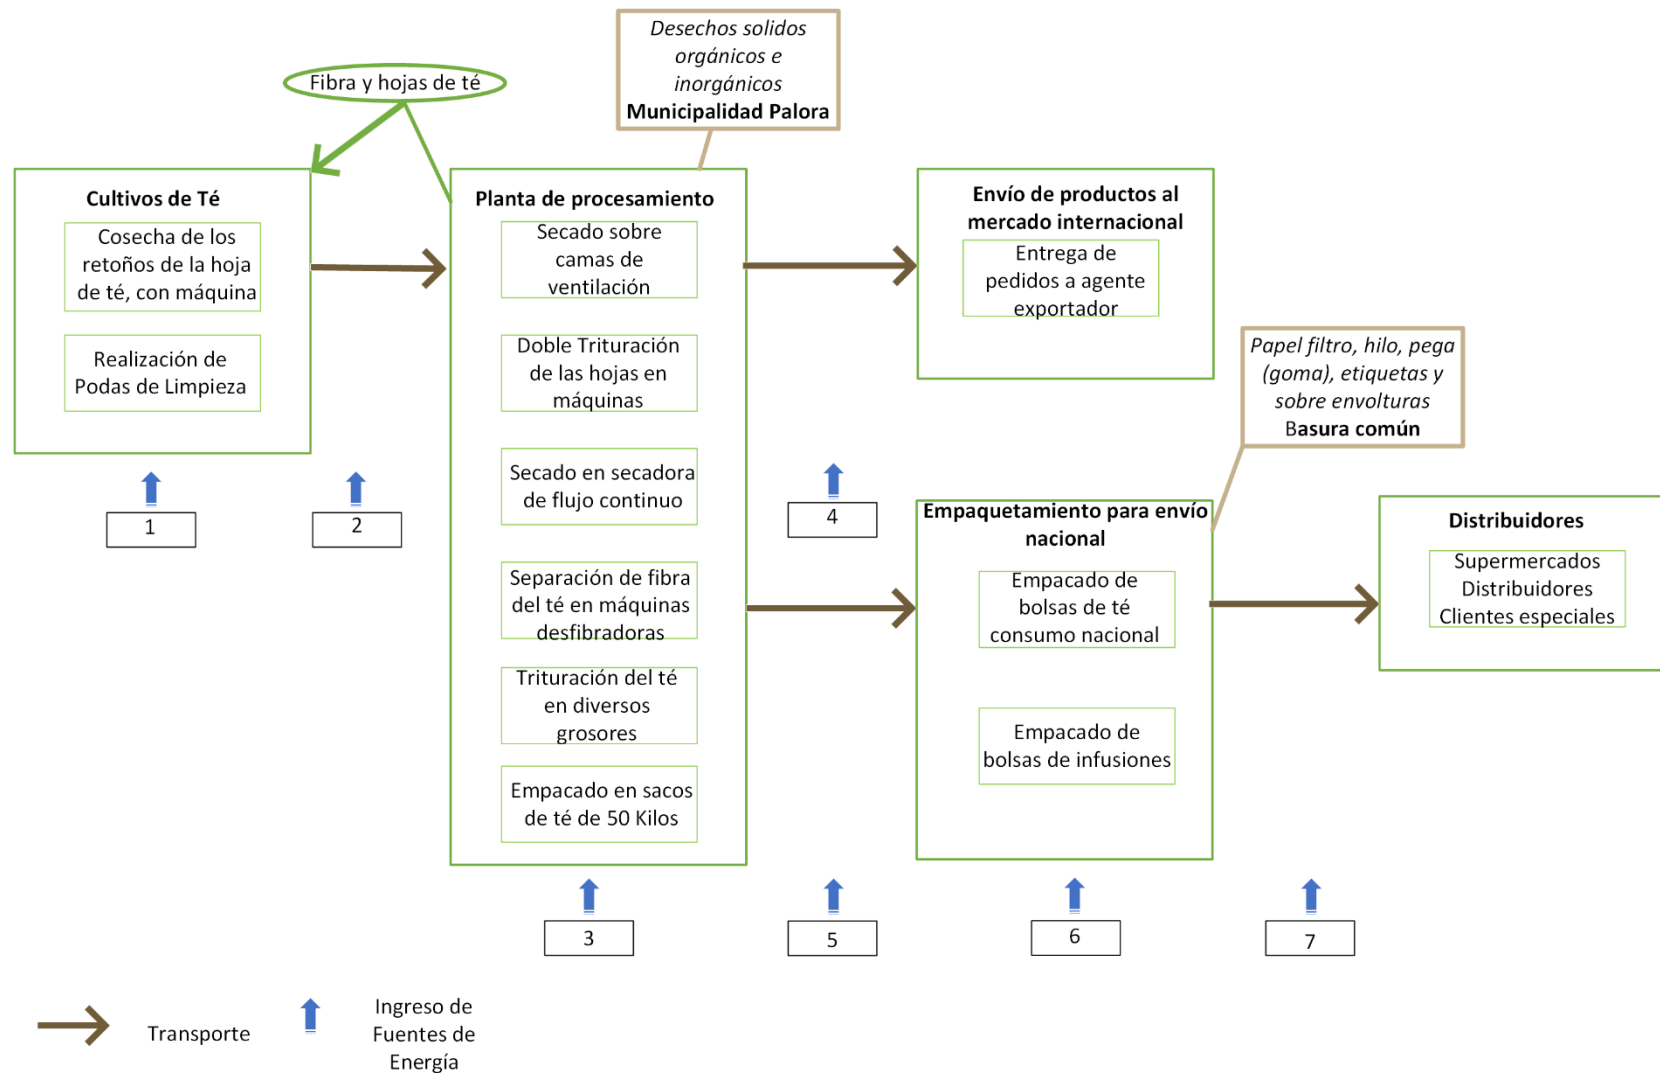 Desechos solidos
orgánicos e
inorgánicos
Municipalidad Palora
Fibra y hojas de té
Cultivos de Té
Cosecha de los
retoños de la hoja
de té, con máquina
Realización de
Podas de Limpieza
1
2
Planta de procesamiento
Secado sobre
camas de
ventilación
Doble Trituración
de las hojas en
máquinas
Secado en secadora
de flujo continuo
Separación de fibra
del té en máquinas
desfibradoras
Trituración del té
en diversos
grosores
Empacado en sacos
de té de 50 Kilos
3
Envío de productos al
mercado internacional
Entrega de
pedidos a agente
exportador
4
Papel filtro, hilo, pega
(goma), etiquetas y
sobre envolturas
Basura común
Empaquetamiento para envío
nacional
Empacado de
bolsas de té
consumo nacional
Empacado de
bolsas de infusiones
5
6
Distribuidores
Supermercados
Distribuidores
Clientes especiales
7
Transporte
Ingreso de
Fuentes de
Energía